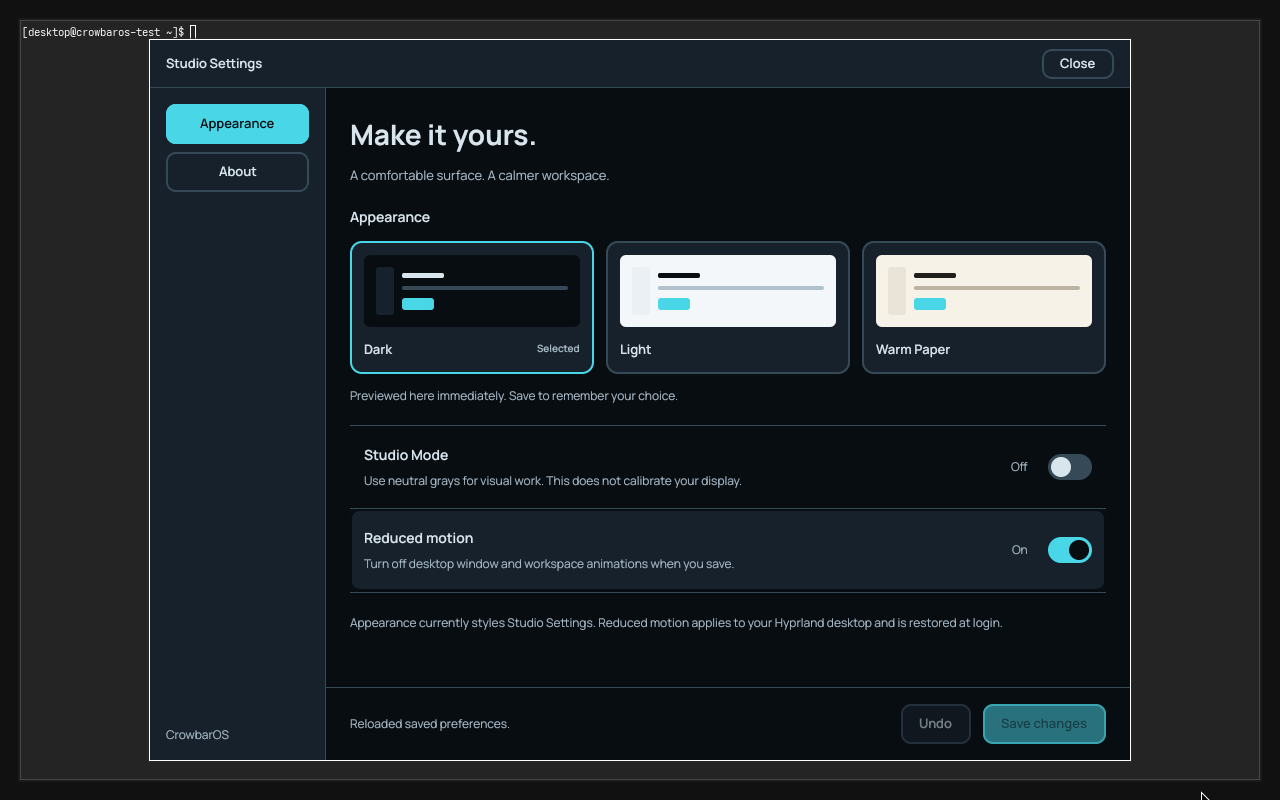 [desktop@crowbaros-test ~]$
Studio Settings
Close
Appearance
About
Make it yours.
A comfortable surface. A calmer workspace.
Appearance
Dark
Selected
Light
Warm Paper
Previewed here immediately. Save to remember your choice.
Studio Mode
Use neutral grays for visual work. This does not calibrate your display.
Off
Reduced motion
Turn off desktop window and workspace animations when you save.
On
Appearance currently styles Studio Settings. Reduced motion applies to your Hyprland desktop and is restored at login.
CrowbarOS
Reloaded saved preferences.
Undo
Save changes